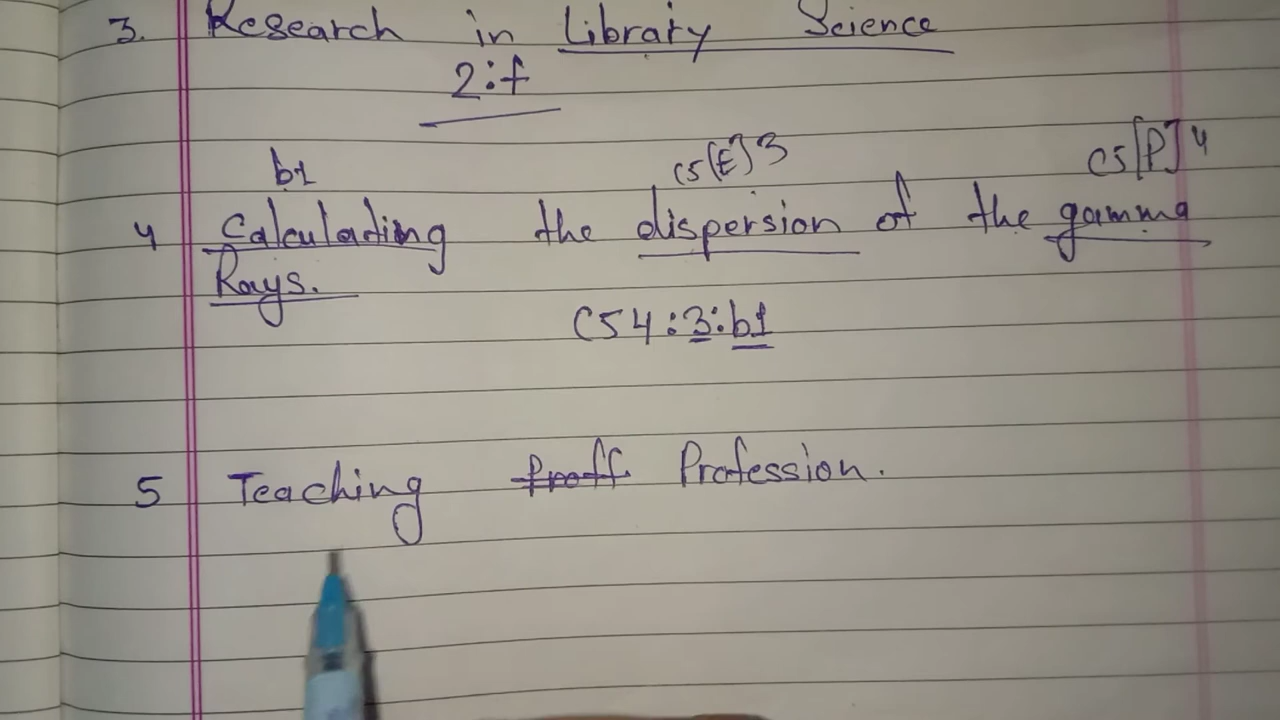 3. Research in Library Science
2:f
b1 C5[E]3 C5[P]4
4 Calculating the dispersion of the gamma
Rays.
C54:3:b1
5 Teaching Proff Profession.